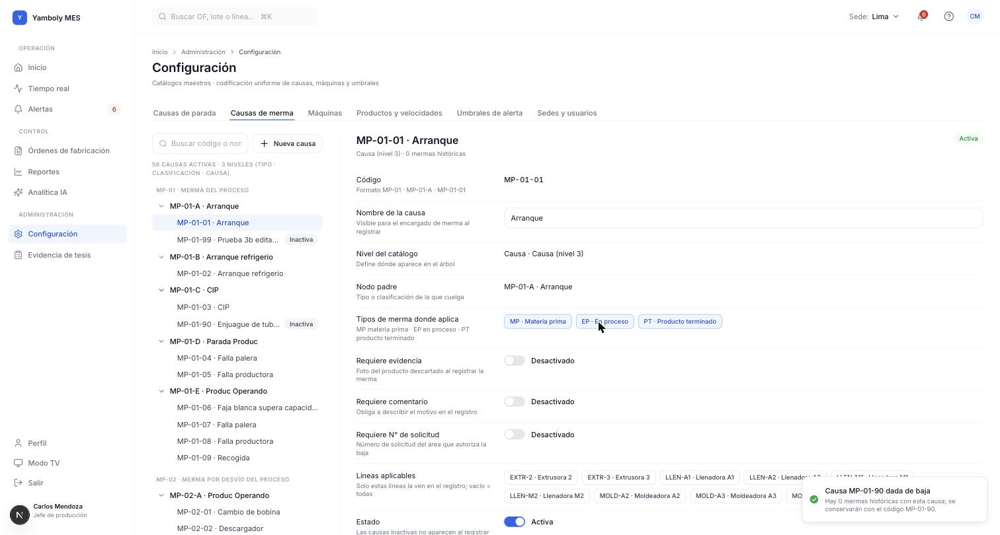 Y Yamboly MES
Buscar OF, lote o línea... ⌘K
Sede: Lima
6
CM
OPERACIÓN
Inicio
Tiempo real
Alertas 6
CONTROL
Órdenes de fabricación
Reportes
Analítica IA
ADMINISTRACIÓN
Configuración
Evidencia de tesis
Perfil
Modo TV
Salir
N Carlos Mendoza
Jefe de producción
Inicio > Administración > Configuración
Configuración
Catálogos maestros · codificación uniforme de causas, máquinas y umbrales
Causas de parada Causas de merma Máquinas Productos y velocidades Umbrales de alerta Sedes y usuarios
Buscar código o non
+ Nueva causa
56 CAUSAS ACTIVAS · 3 NIVELES (TIPO ·
CLASIFICACIÓN · CAUSA)
MP-01 · MERMA DEL PROCESO
MP-01-A · Arranque
MP-01-01 · Arranque
MP-01-99 · Prueba 3b edita... Inactiva
MP-01-B · Arranque refrigerio
MP-01-02 · Arranque refrigerio
MP-01-C · CIP
MP-01-03 · CIP
MP-01-90 · Enjuague de tub... Inactiva
MP-01-D · Parada Produc
MP-01-04 · Falla palera
MP-01-05 · Falla productora
MP-01-E · Produc Operando
MP-01-06 · Faja blanca supera capacid...
MP-01-07 · Falla palera
MP-01-08 · Falla productora
MP-01-09 · Recogida
MP-02 · MERMA POR DESVÍO DEL PROCESO
MP-02-A · Produc Operando
MP-02-01 · Cambio de bobina
MP-02-02 · Descargador
MP-01-01 · Arranque
Activa
Causa (nivel 3) · 0 mermas históricas
Código
Formato MP-01 · MP-01-A · MP-01-01
MP-01-01
Nombre de la causa
Visible para el encargado de merma al
registrar
Arranque
Nivel del catálogo
Define dónde aparece en el árbol
Causa · Causa (nivel 3)
Nodo padre
Tipo o clasificación de la que cuelga
MP-01-A · Arranque
Tipos de merma donde aplica
MP materia prima · EP en proceso · PT
producto terminado
MP · Materia prima
EP · En proceso
PT · Producto terminado
Requiere evidencia
Foto del producto descartado al registrar la
merma
Desactivado
Requiere comentario
Obliga a describir el motivo en el registro
Desactivado
Requiere N° de solicitud
Número de solicitud del área que autoriza la
baja
Desactivado
Líneas aplicables
Solo estas líneas la ven en el registro; vacío =
todas
EXTR-2 · Extrusora 2 EXTR-3 · Extrusora 3 LLEN-A1 · Llenadora A1 LLEN-A2 · Llenadora A2 LLEN-M1 · Llenadora M1
LLEN-M2 · Llenadora M2 MOLD-A2 · Moldeadora A2 MOLD-A3 · Moldeadora A3 MO
Estado
Las causas inactivas no aparecen al registrar
Activa
Causa MP-01-90 dada de baja
Hay 0 mermas históricas con esta causa; se
conservarán con el código MP-01-90.